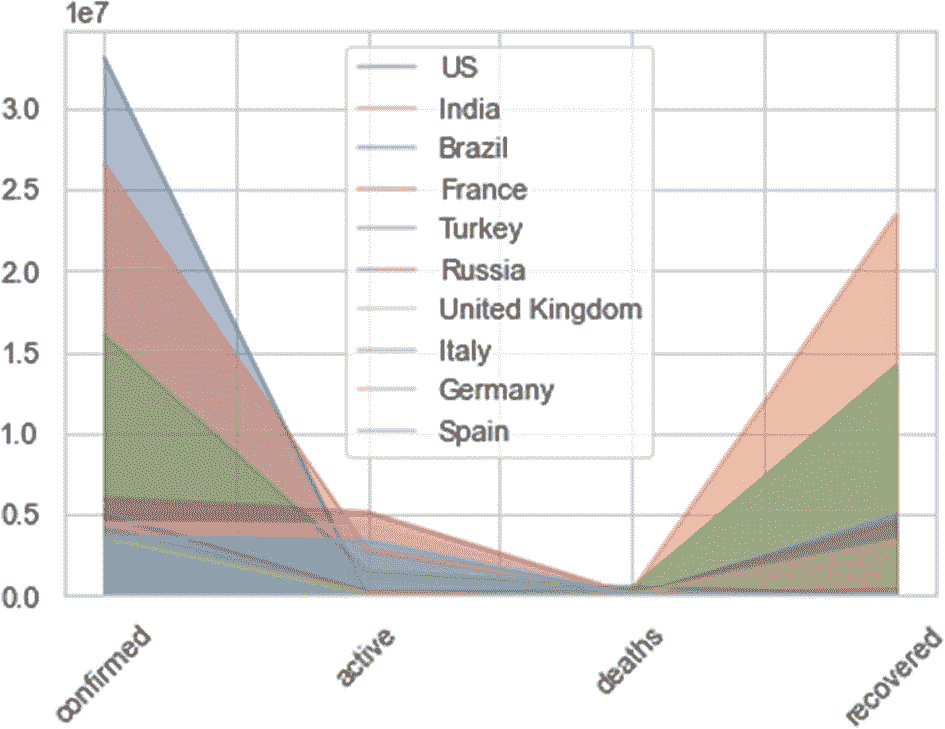 1e7
3.0
2.5
2.0
1.5
1.0
0.5
0.0
US
India
Brazil
France
Turkey
Russia
United Kingdom
Italy
Germany
Spain
confirmed
active
deaths
recovered